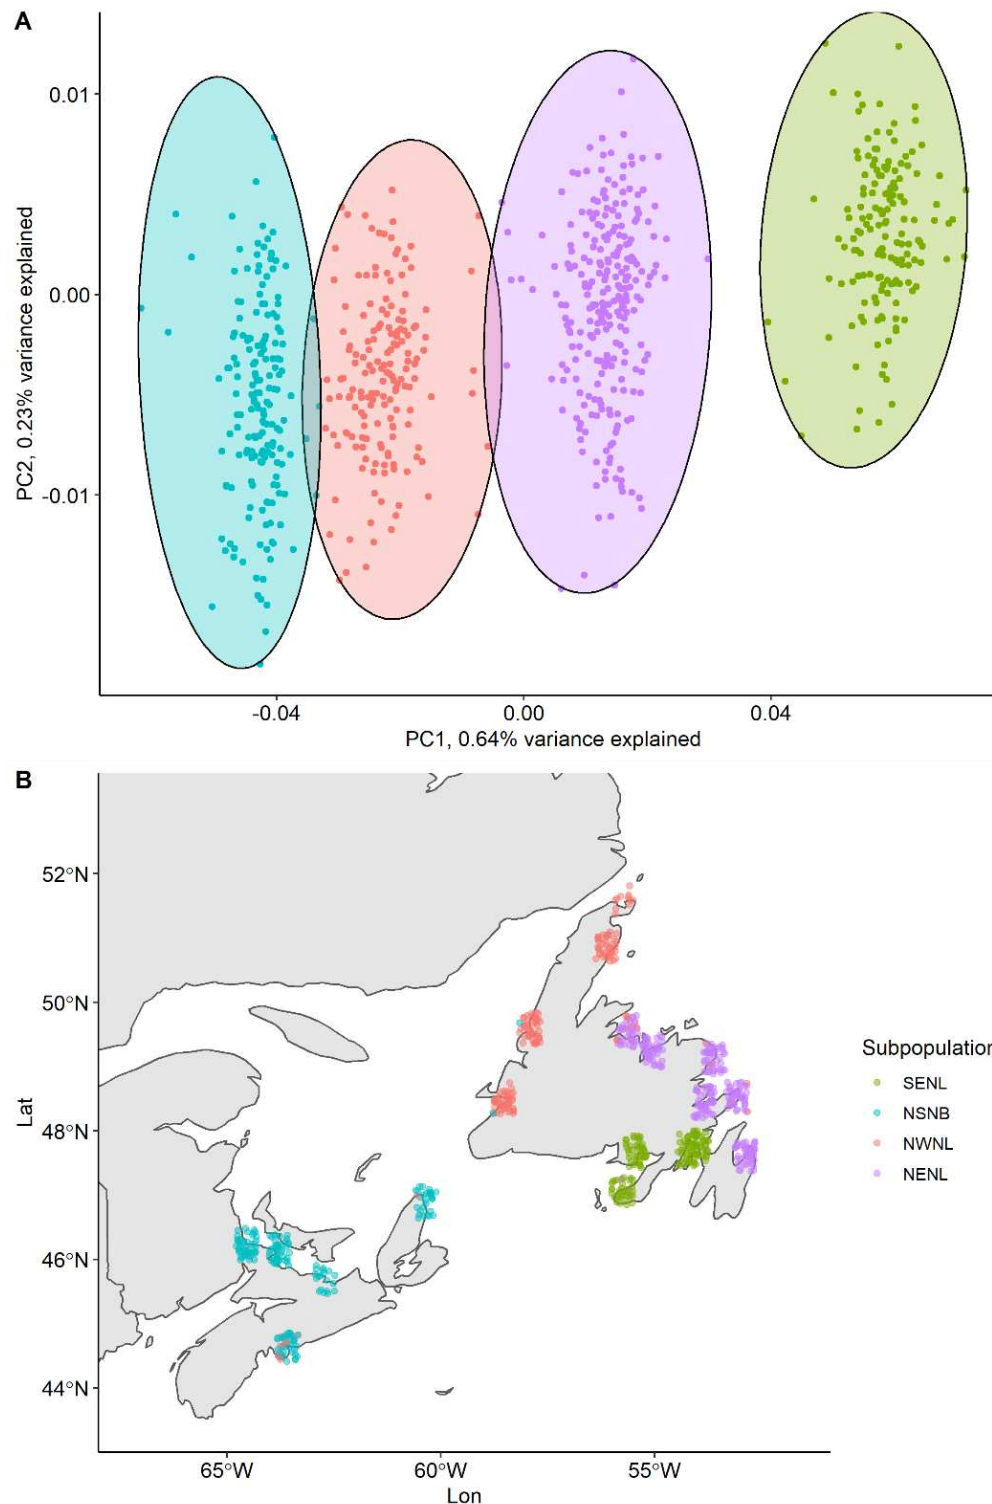 A
0.01
0.00
-0.01
PC2, 0.23% variance explained
-0.04
0.00
0.04
PC1, 0.64% variance explained
B
52°N
50°N
48°N
46°N
44°N
Lat
65°W
60°W
55°W
Lon
Subpopulation
SENL
NSNB
NWNL
NENL